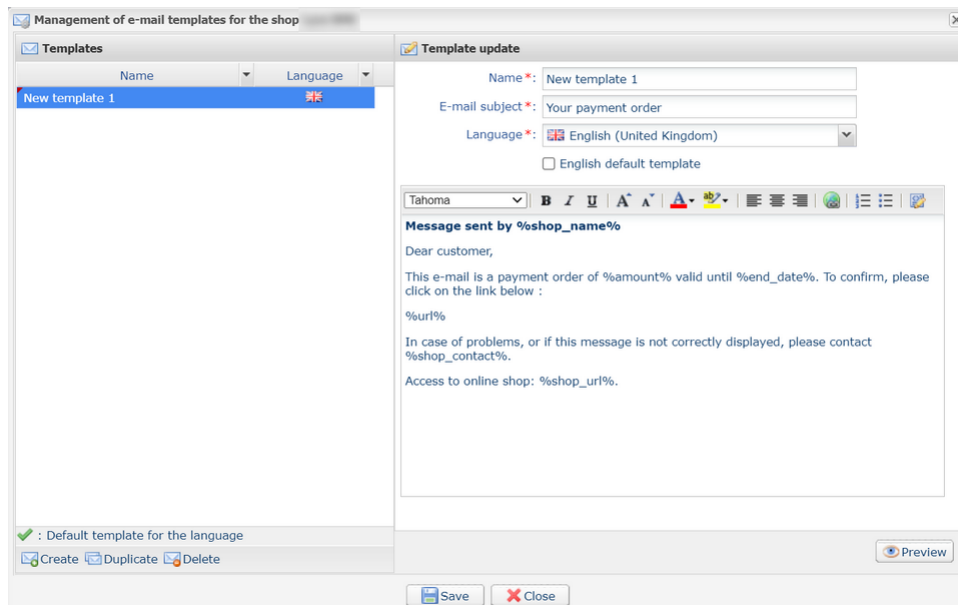 Management of e-mail templates for the shop
Templates
Name
Language
New template 1
: Default template for the language
Create
Duplicate
Delete
Template update
Name*:
New template 1
E-mail subject*:
Your payment order
Language*:
English (United Kingdom)
English default template
Tahoma
B I U A A A ab
Message sent by %shop_name%
Dear customer,
This e-mail is a payment order of %amount% valid until %end_date%. To confirm, please
click on the link below :
%url%
In case of problems, or if this message is not correctly displayed, please contact
%shop_contact%.
Access to online shop: %shop_url%.
Preview
Save
Close